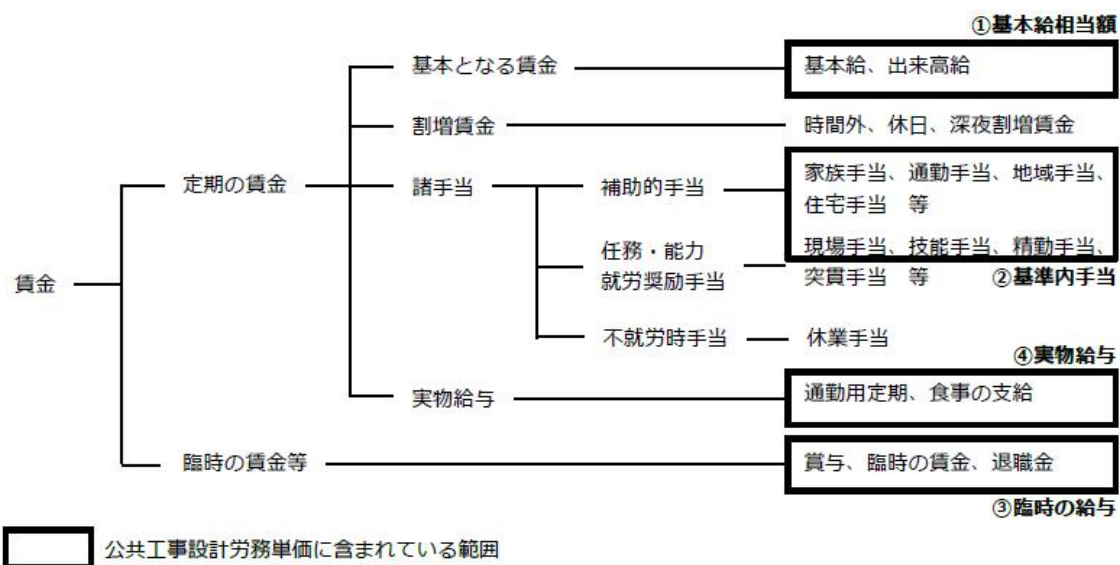 ①基本給相当額
基本となる賃金
基本給、出来高給
割増賃金
時間外、休日、深夜割増賃金
定期の賃金
諸手当
補助的手当
家族手当、通勤手当、地域手当、
住宅手当 等
任務・能力
就労奨励手当
現場手当、技能手当、精勤手当、
突貫手当 等
②基準内手当
賃金
不就労時手当
休業手当
④実物給与
実物給与
通勤用定期、食事の支給
臨時の賃金等
賞与、臨時の賃金、退職金
③臨時の給与
公共工事設計労務単価に含まれている範囲